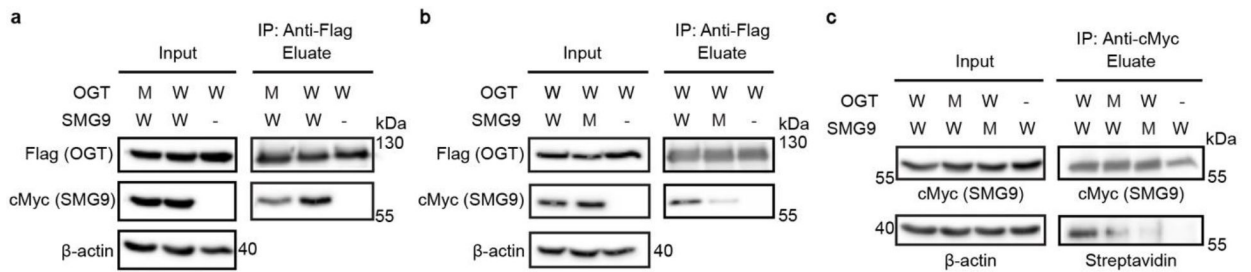 a
IP: Anti-Flag
Input Eluate
OGT M W W M W W
SMG9 W W - W W - kDa
Flag (OGT) 130
cMyc (SMG9) 55
β-actin 40
b
IP: Anti-Flag
Input Eluate
OGT W W W W W W
SMG9 W M - W M - kDa
Flag (OGT) 130
cMyc (SMG9) 55
β-actin 40
c
IP: Anti-cMyc
Input Eluate
OGT W M W - W M W -
SMG9 W W M W W W M W kDa
55 55
cMyc (SMG9) cMyc (SMG9)
40 55
β-actin Streptavidin